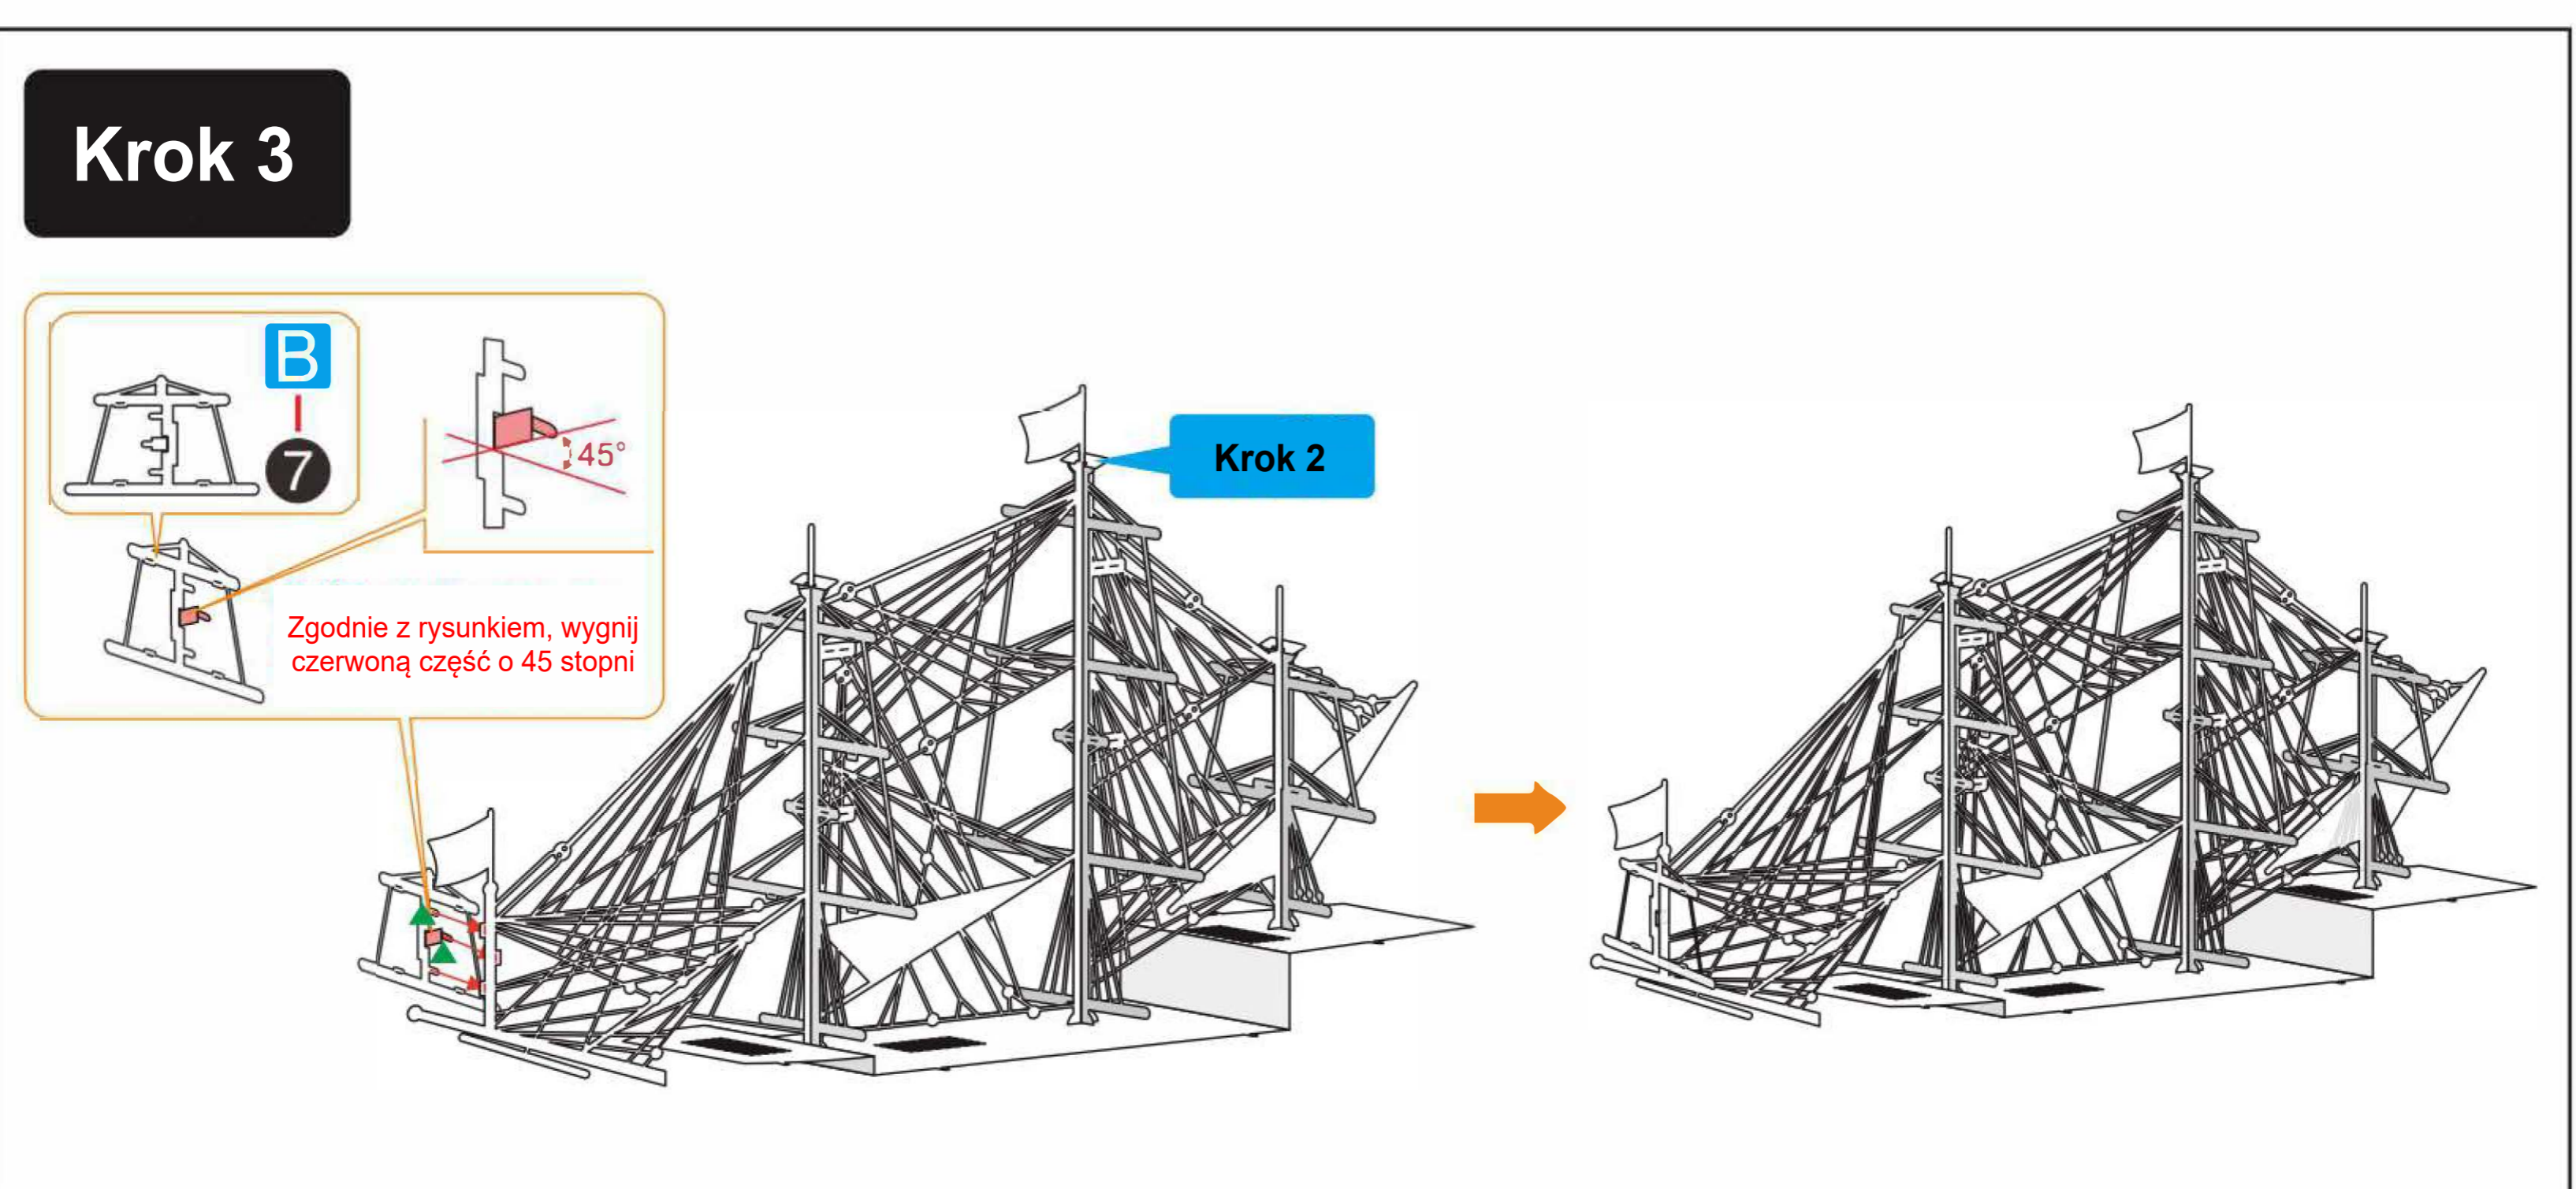 Krok 3
B
7
45°
Zgodnie z rysunkiem, wygnij
czerwoną część o 45 stopni
Krok 2